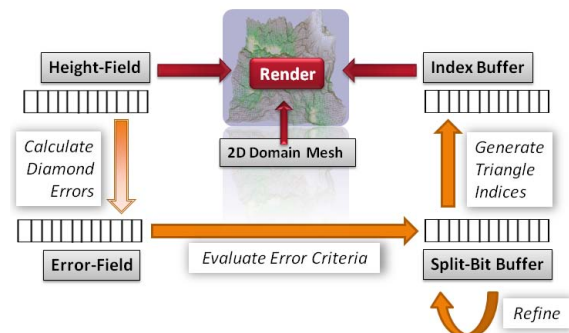 Height-Field
Render
Index Buffer
Calculate
Diamond
Errors
2D Domain Mesh
Generate
Triangle
Indices
Evaluate Error Criteria
Error-Field
Split-Bit Buffer
Refine